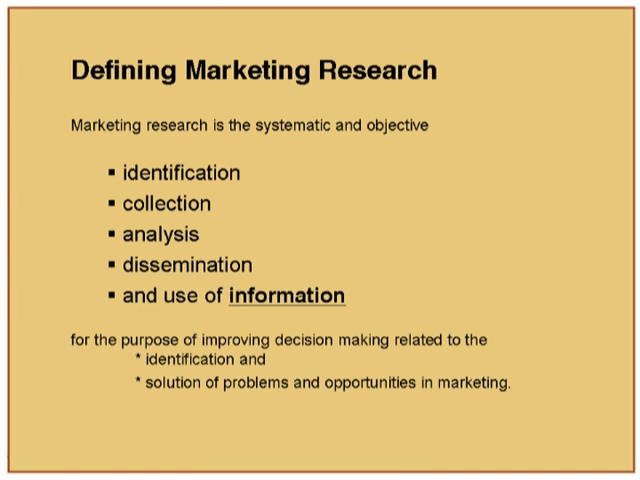 Defining Marketing Research
Marketing research is the systematic and objective
▪ identification
▪ collection
▪ analysis
▪ dissemination
▪ and use of information
for the purpose of improving decision making related to the
* identification and
* solution of problems and opportunities in marketing.